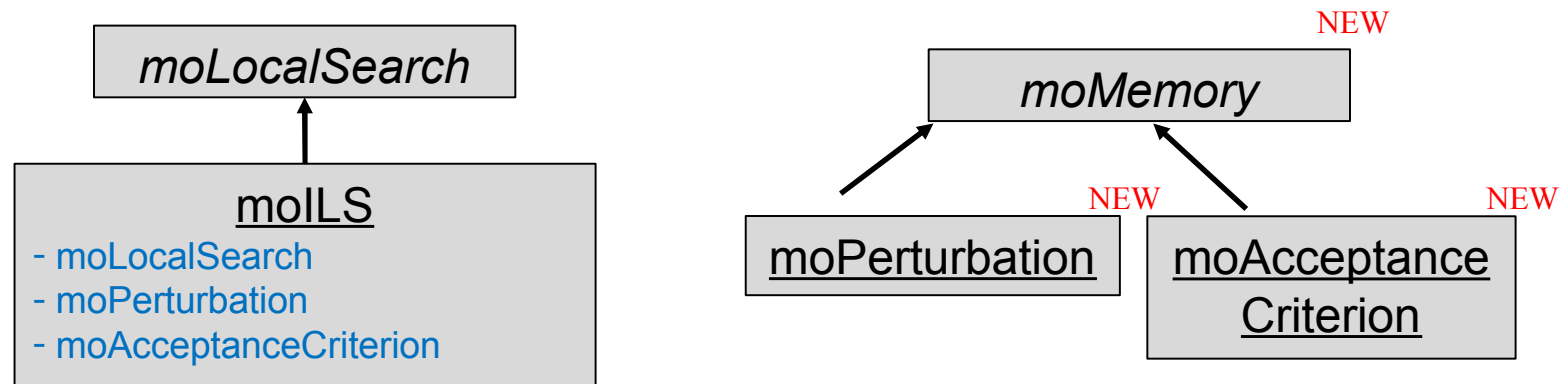 moLocalSearch
moILS
- moLocalSearch
- moPerturbation
- moAcceptanceCriterion
NEW
moMemory
NEW
moPerturbation
NEW
moAcceptance
Criterion